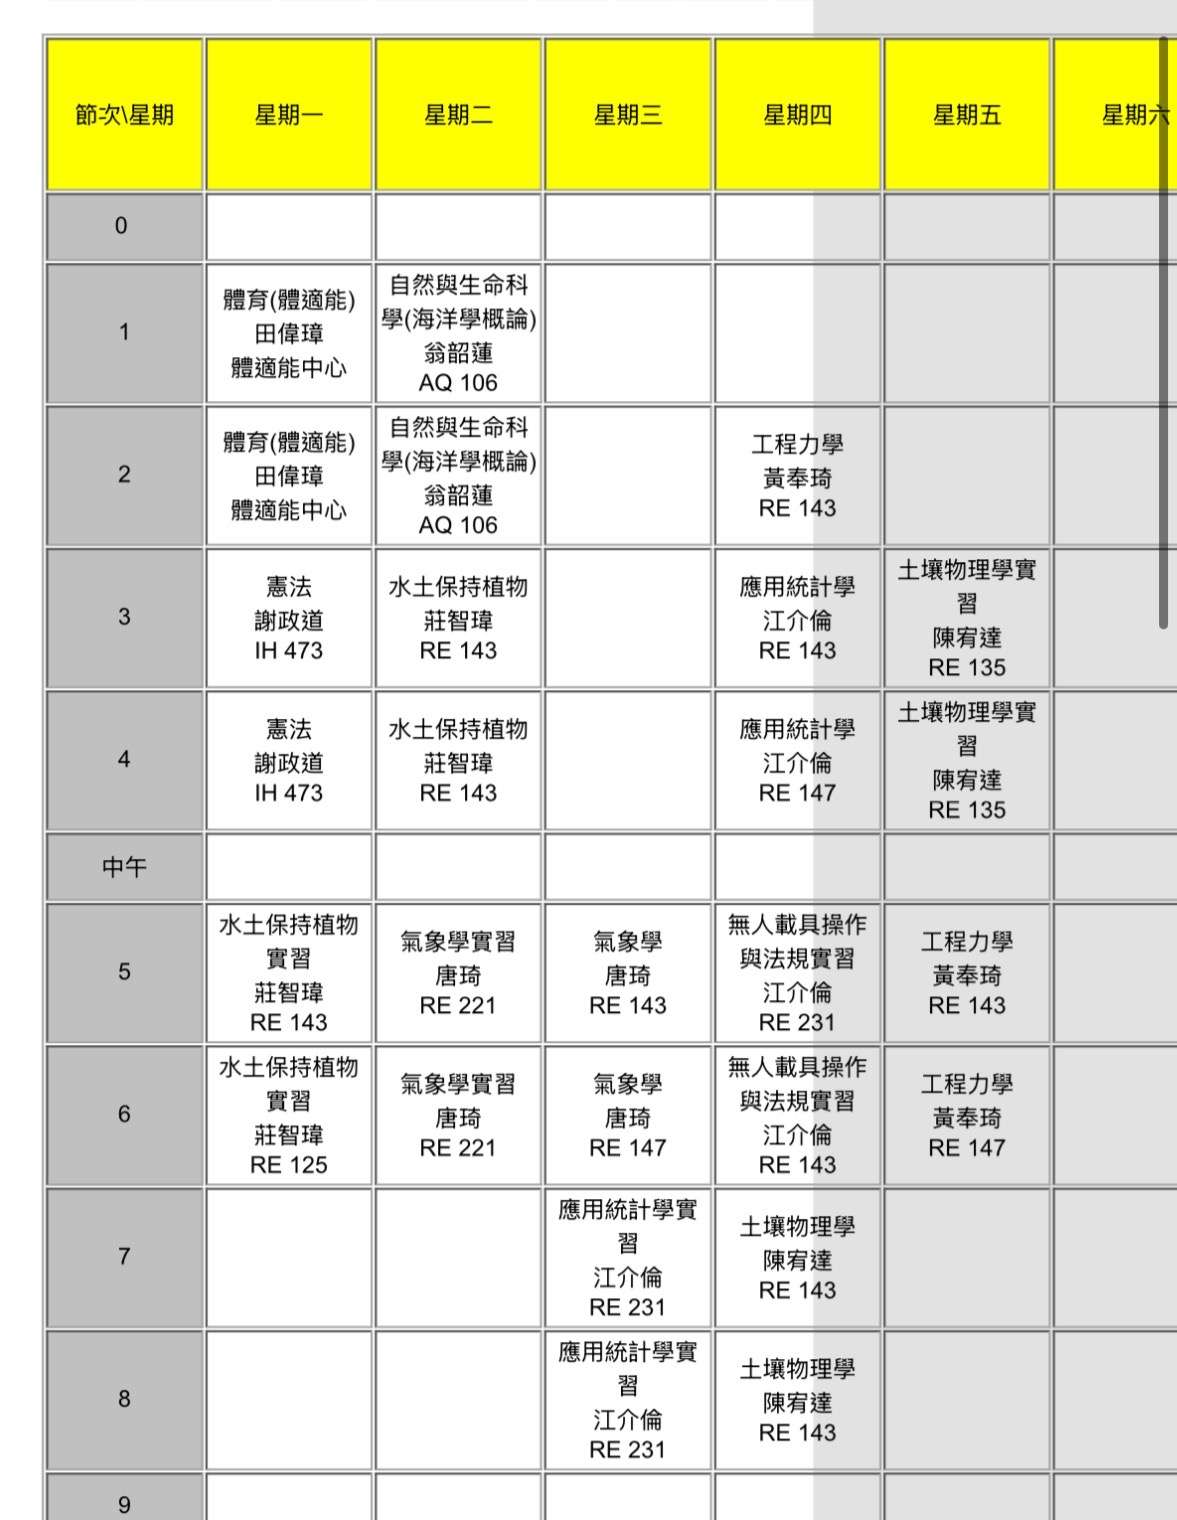 節次\星期 星期一 星期二 星期三 星期四 星期五 星期六
0
1
體育(體適能)
田偉璋
體適能中心
自然與生命科
學(海洋學概論)
翁韶蓮
AQ 106
2
體育(體適能)
田偉璋
體適能中心
自然與生命科
學(海洋學概論)
翁韶蓮
AQ 106
工程力學
黃奉琦
RE 143
3
憲法
謝政道
IH 473
水土保持植物
莊智瑋
RE 143
應用統計學
江介倫
RE 143
土壤物理學實
習
陳宥達
RE 135
4
憲法
謝政道
IH 473
水土保持植物
莊智瑋
RE 143
應用統計學
江介倫
RE 147
土壤物理學實
習
陳宥達
RE 135
中午
5
水土保持植物
實習
莊智瑋
RE 143
氣象學實習
唐琦
RE 221
氣象學
唐琦
RE 143
無人載具操作
與法規實習
江介倫
RE 231
工程力學
黃奉琦
RE 143
6
水土保持植物
實習
莊智瑋
RE 125
氣象學實習
唐琦
RE 221
氣象學
唐琦
RE 147
無人載具操作
與法規實習
江介倫
RE 143
工程力學
黃奉琦
RE 147
7
應用統計學實
習
江介倫
RE 231
土壤物理學
陳宥達
RE 143
8
應用統計學實
習
江介倫
RE 231
土壤物理學
陳宥達
RE 143
9